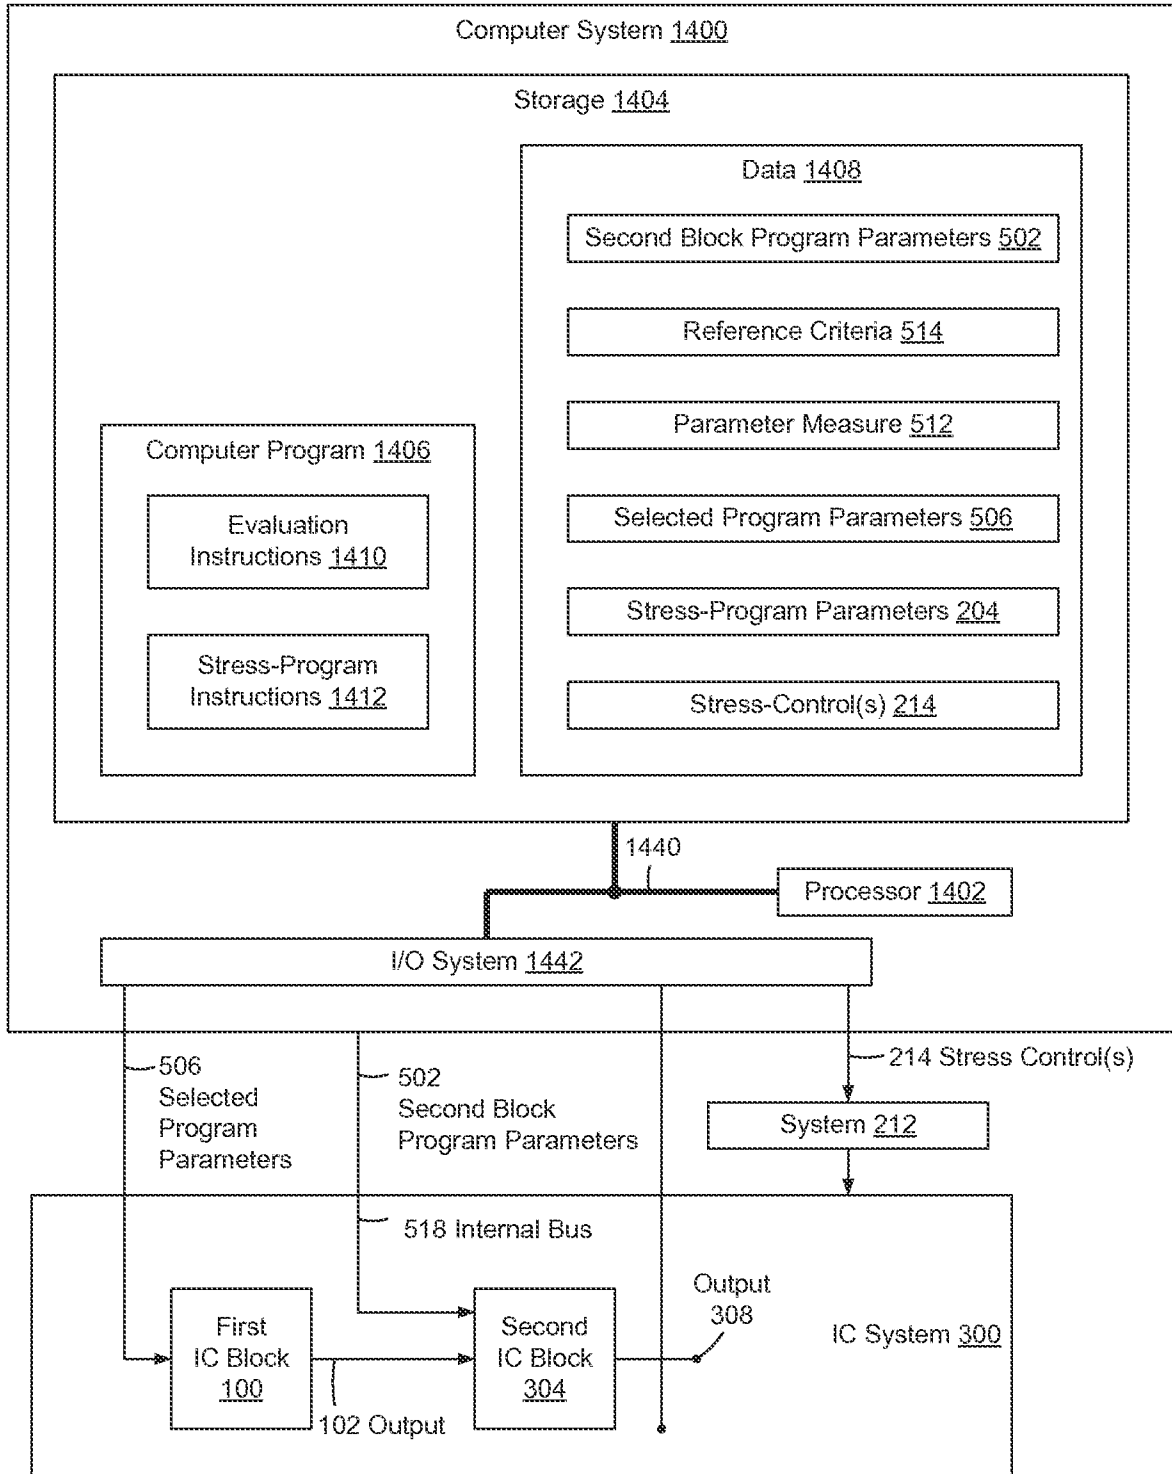 Computer System 1400
Storage 1404
Data 1408
Second Block Program Parameters 502
Reference Criteria 514
Parameter Measure 512
Selected Program Parameters 506
Stress-Program Parameters 204
Stress-Control(s) 214
Computer Program 1406
Evaluation
Instructions 1410
Stress-Program
Instructions 1412
1440
Processor 1402
I/O System 1442
506
Selected
Program
Parameters
502
Second Block
Program Parameters
214 Stress Control(s)
System 212
518 Internal Bus
Output
308
IC System 300
First
IC Block
100
102 Output
Second
IC Block
304